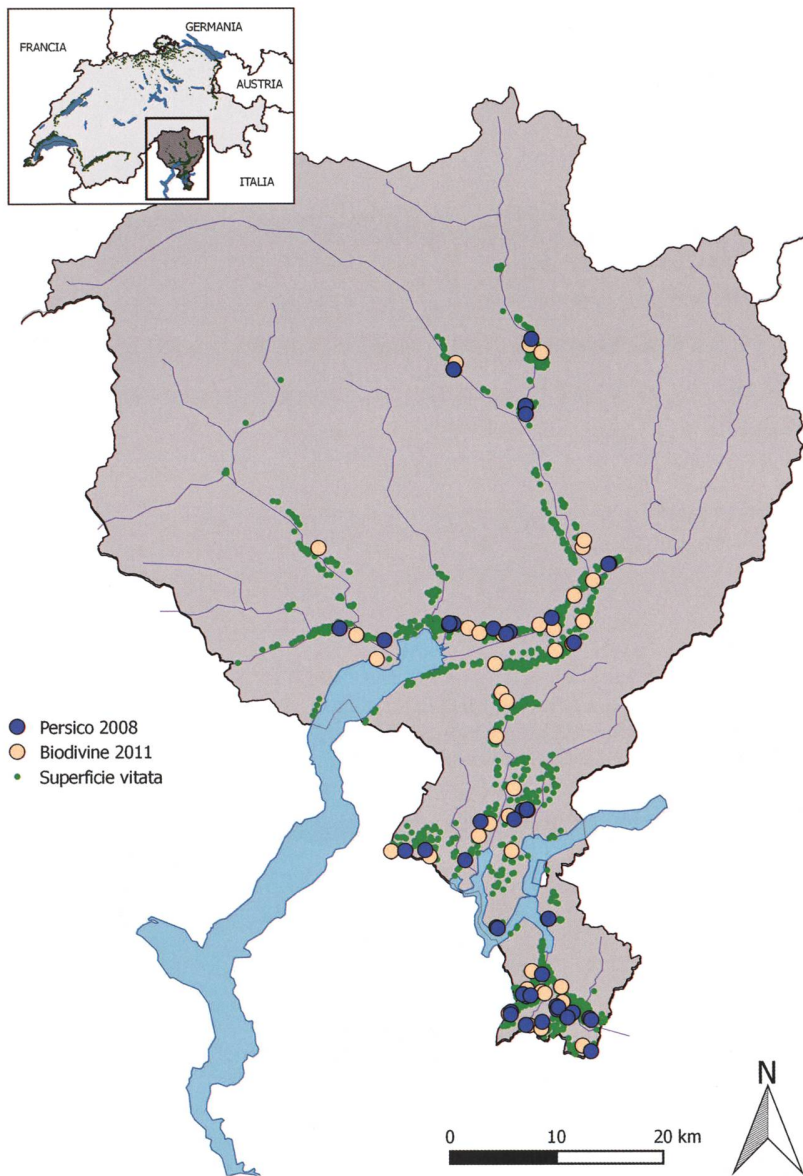 GERMANIA
FRANCIA
AUSTRIA
ITALIA
Persico 2008
Biodivine 2011
Superficie vitata
N
0 10 20 km